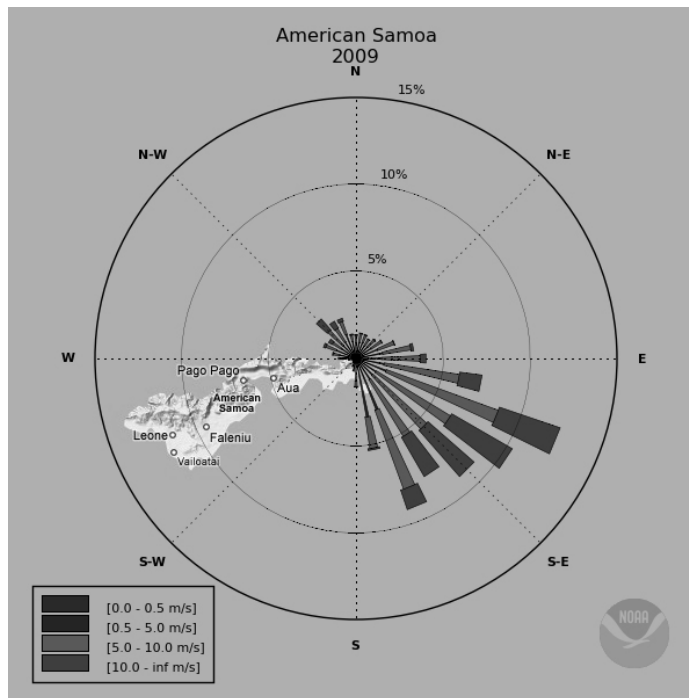 American Samoa
2009
N
15%
N-W
N-E
10%
5%
W
E
Pago Pago
Aua
American
Samoa
Leone
Faleniu
Vailoatai
S-W
S-E
S
[0.0 - 0.5 m/s]
[0.5 - 5.0 m/s]
[5.0 - 10.0 m/s]
[10.0 - inf m/s]
NOAA